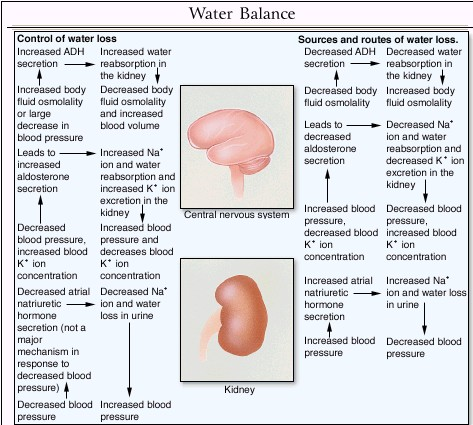 Water Balance
Control of water loss
Increased ADH
secretion
Increased water
reabsorption in
the kidney
Increased body
fluid osmolality
or large
decrease in
blood pressure
Decreased body
fluid osmolality
and increased
blood volume
Leads to
increased
aldosterone
secretion
Increased Na⁺
ion and water
reabsorption and
increased K⁺ ion
excretion in the
kidney
Decreased
blood pressure,
increased blood
K⁺ ion
concentration
Increased blood
pressure and
decreases blood
K⁺ ion
concentration
Decreased atrial
natriuretic
hormone
secretion (not a
major
mechanism in
response to
decreased blood
pressure)
Decreased Na⁺
ion and water
loss in urine
Decreased blood
pressure
Increased blood
pressure
Central nervous system
Kidney
Sources and routes of water loss.
Decreased ADH
secretion
Decreased water
reabsorption in
the kidney
Decreased body
fluid osmolality
Increased body
fluid osmolality
Leads to
decreased
aldosterone
secretion
Decreased Na⁺
ion and water
reabsorption and
decreased K⁺ ion
excretion in the
kidney
Increased blood
pressure,
decreased blood
K⁺ ion
concentration
Decreased blood
pressure,
increased blood
K⁺ ion
concentration
Increased atrial
natriuretic
hormone
secretion
Increased Na⁺
ion and water loss
in urine
Increased blood
pressure
Decreased blood
pressure